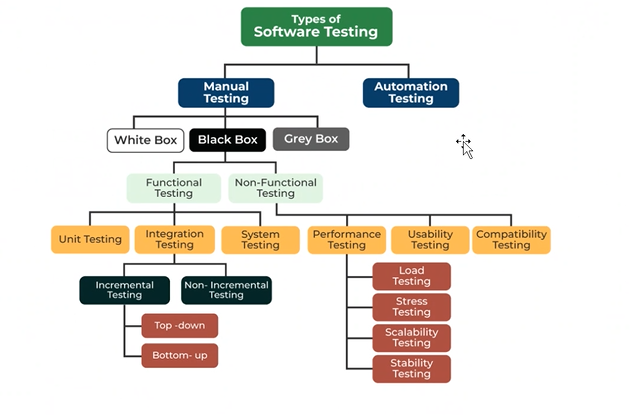 Types of
Software Testing
Manual
Testing
Automation
Testing
White Box
Black Box
Grey Box
Functional
Testing
Non-Functional
Testing
Unit Testing
Integration
Testing
System
Testing
Performance
Testing
Usability
Testing
Compatibility
Testing
Incremental
Testing
Non- Incremental
Testing
Load
Testing
Stress
Testing
Top -down
Scalability
Testing
Bottom- up
Stability
Testing